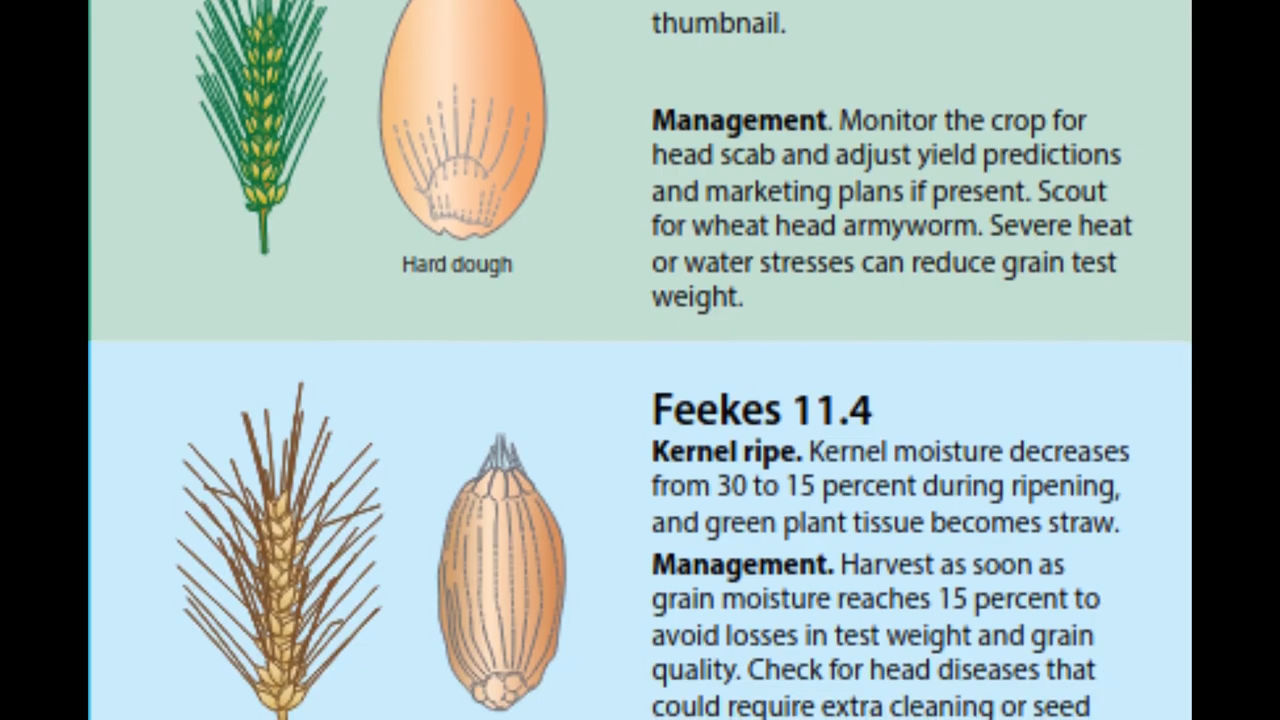 thumbnail.
Management. Monitor the crop for
head scab and adjust yield predictions
and marketing plans if present. Scout
for wheat head armyworm. Severe heat
or water stresses can reduce grain test
weight.
Hard dough
Feekes 11.4
Kernel ripe. Kernel moisture decreases
from 30 to 15 percent during ripening,
and green plant tissue becomes straw.
Management. Harvest as soon as
grain moisture reaches 15 percent to
avoid losses in test weight and grain
quality. Check for head diseases that
could require extra cleaning or seed